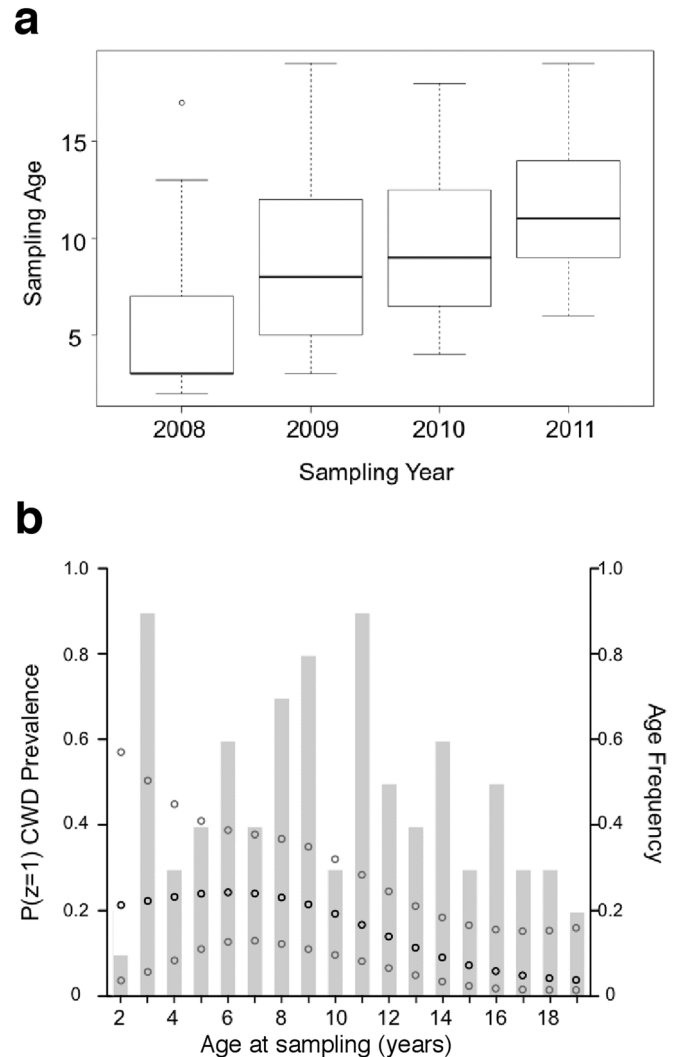 a
15
10
5
Sampling Age
2008 2009 2010 2011
Sampling Year
b
1.0 1.0
0.8 0.8
0.6 0.6
0.4 0.4
0.2 0.2
0 0
P(z=1) CWD Prevalence
Age Frequency
2 4 6 8 10 12 14 16 18
Age at sampling (years)